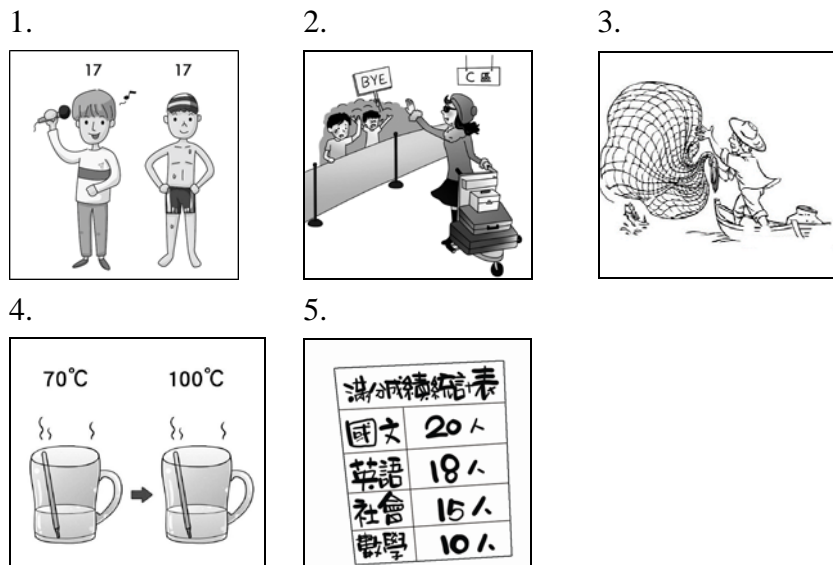 1.
2.
3.
17 17
BYE
C區
4.
5.
70℃
100℃
滿分成績統計表
國文 20人
英語 18人
社會 15人
數學 10人